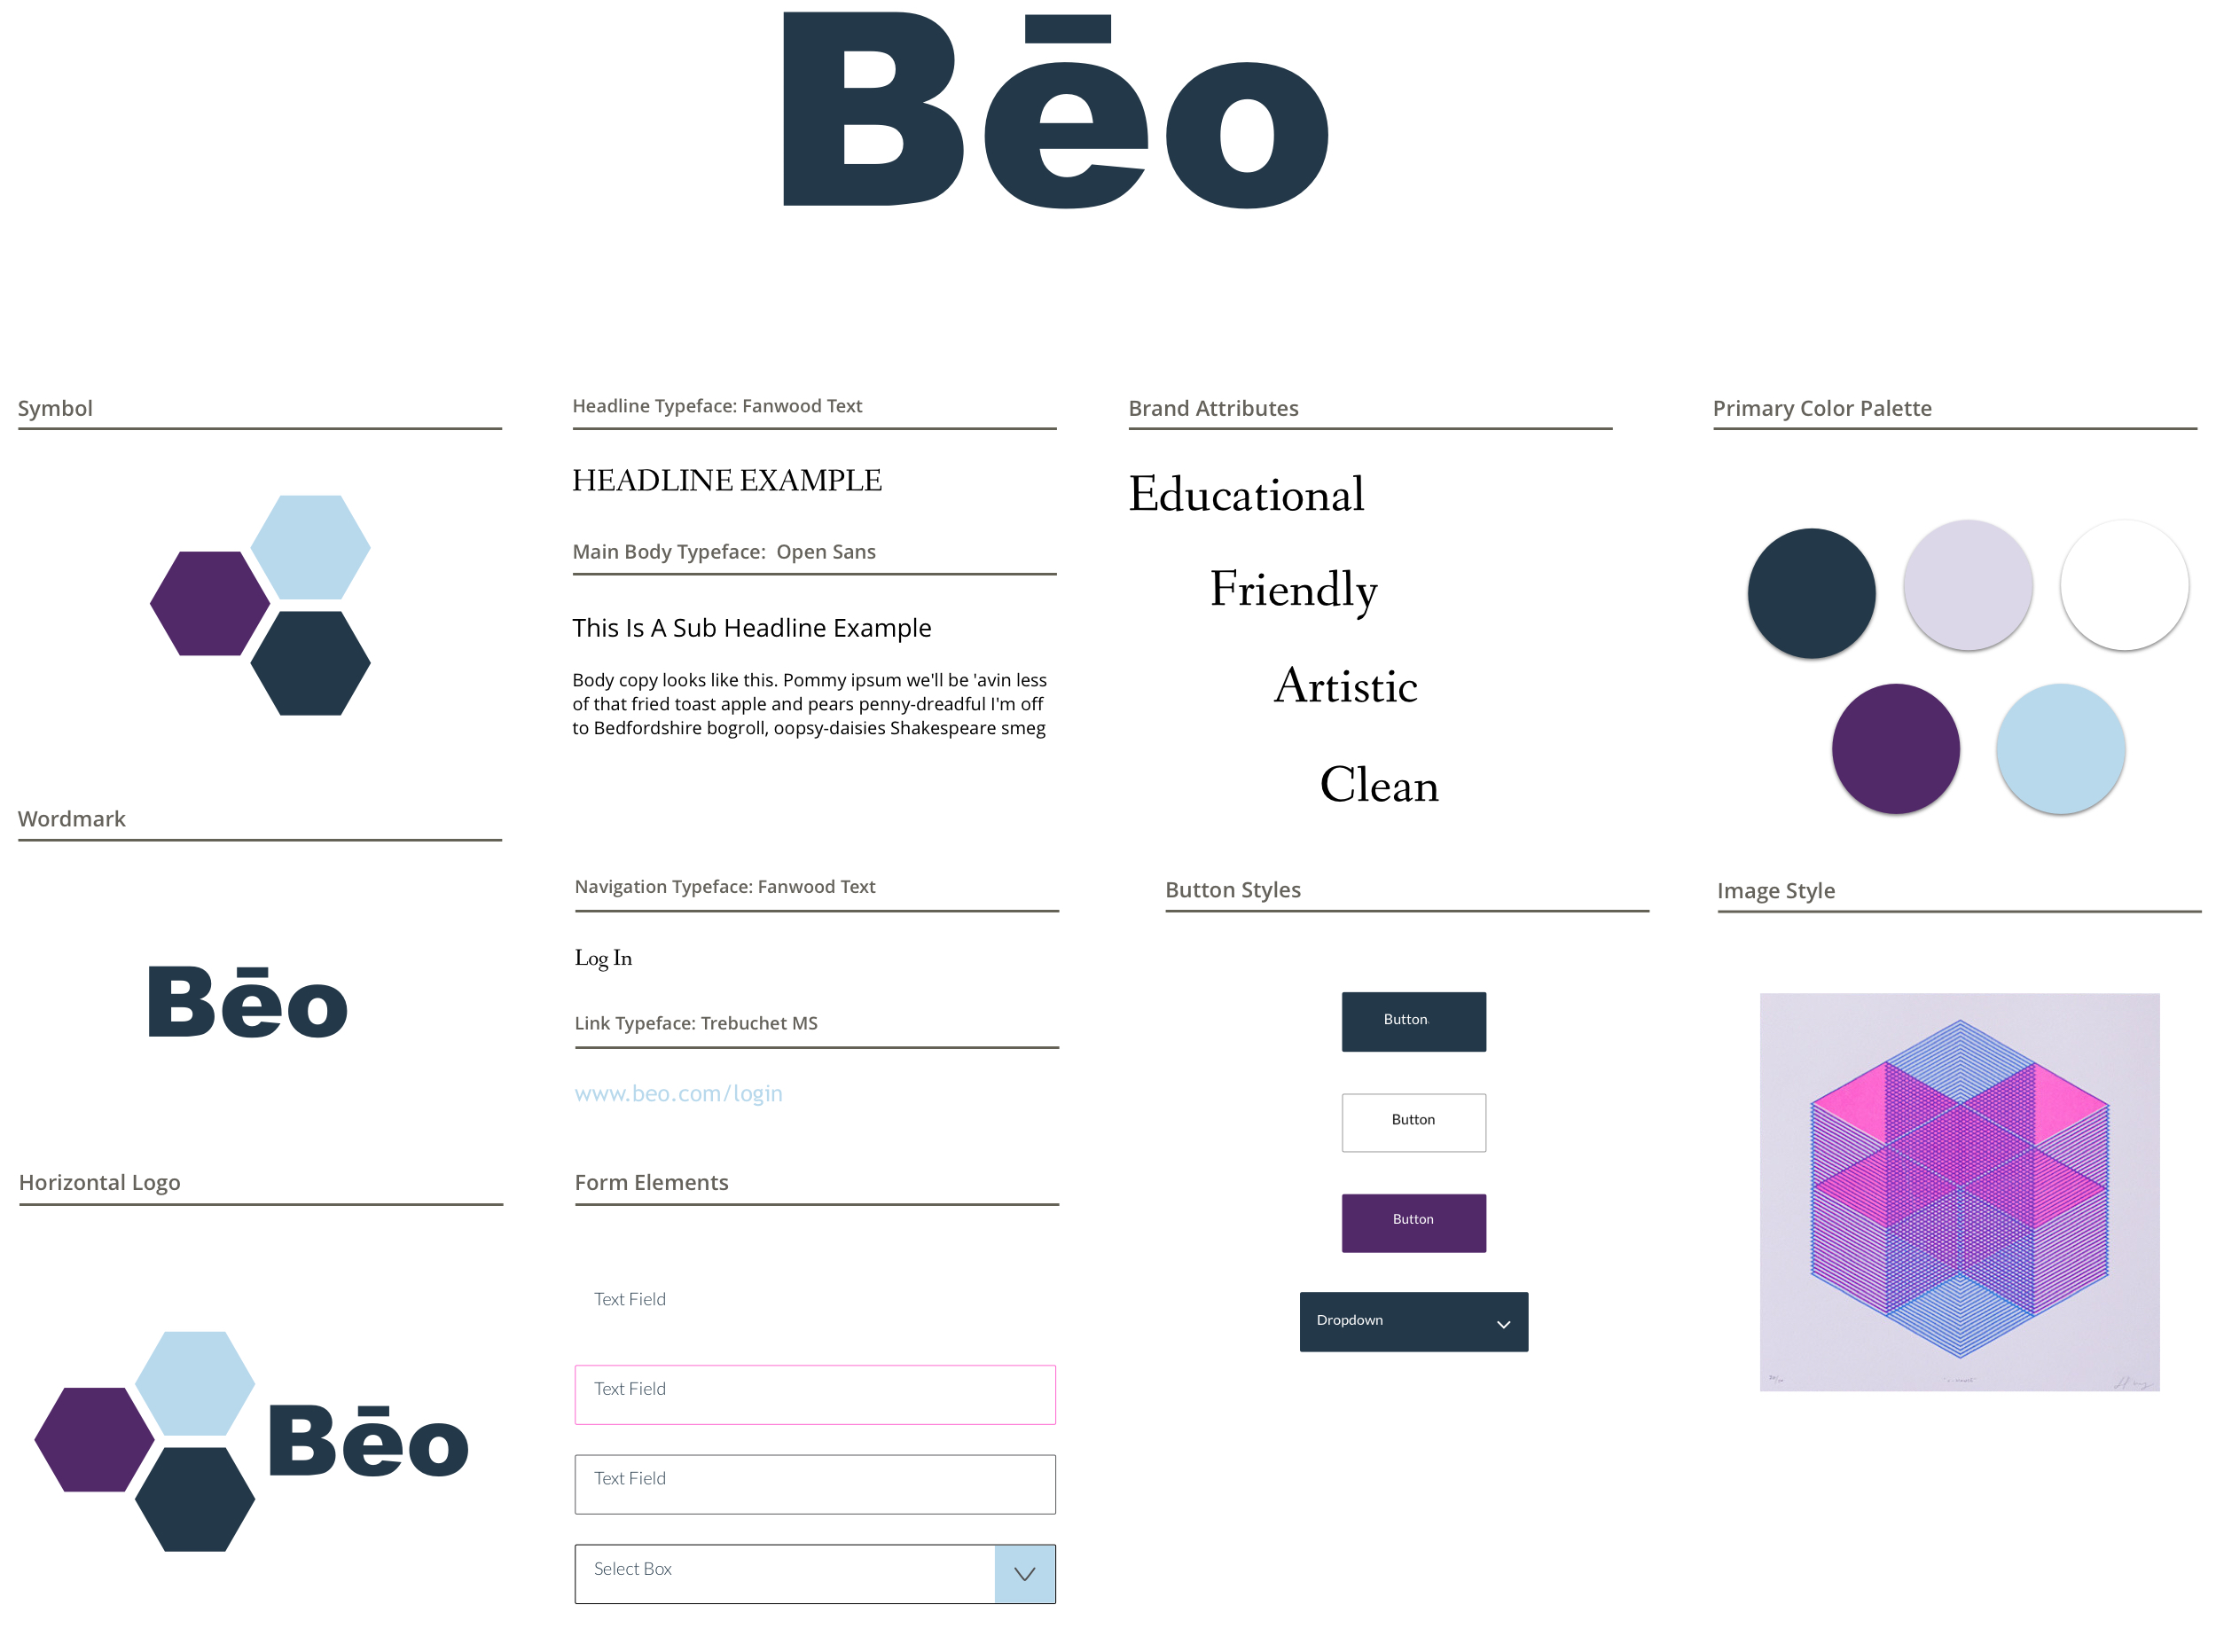 Bēo
Symbol
Headline Typeface: Fanwood Text
HEADLINE EXAMPLE
Main Body Typeface:  Open Sans
This Is A Sub Headline Example
Body copy looks like this. Pommy ipsum we'll be 'avin less
of that fried toast apple and pears penny-dreadful I'm off
to Bedfordshire bogroll, oopsy-daisies Shakespeare smeg
Brand Attributes
Educational
Friendly
Artistic
Clean
Primary Color Palette
Wordmark
Bēo
Navigation Typeface: Fanwood Text
Log In
Link Typeface: Trebuchet MS
www.beo.com/login
Button Styles
Button
Button
Button
Dropdown
Image Style
Horizontal Logo
Bēo
Form Elements
Text Field
Text Field
Text Field
Select Box